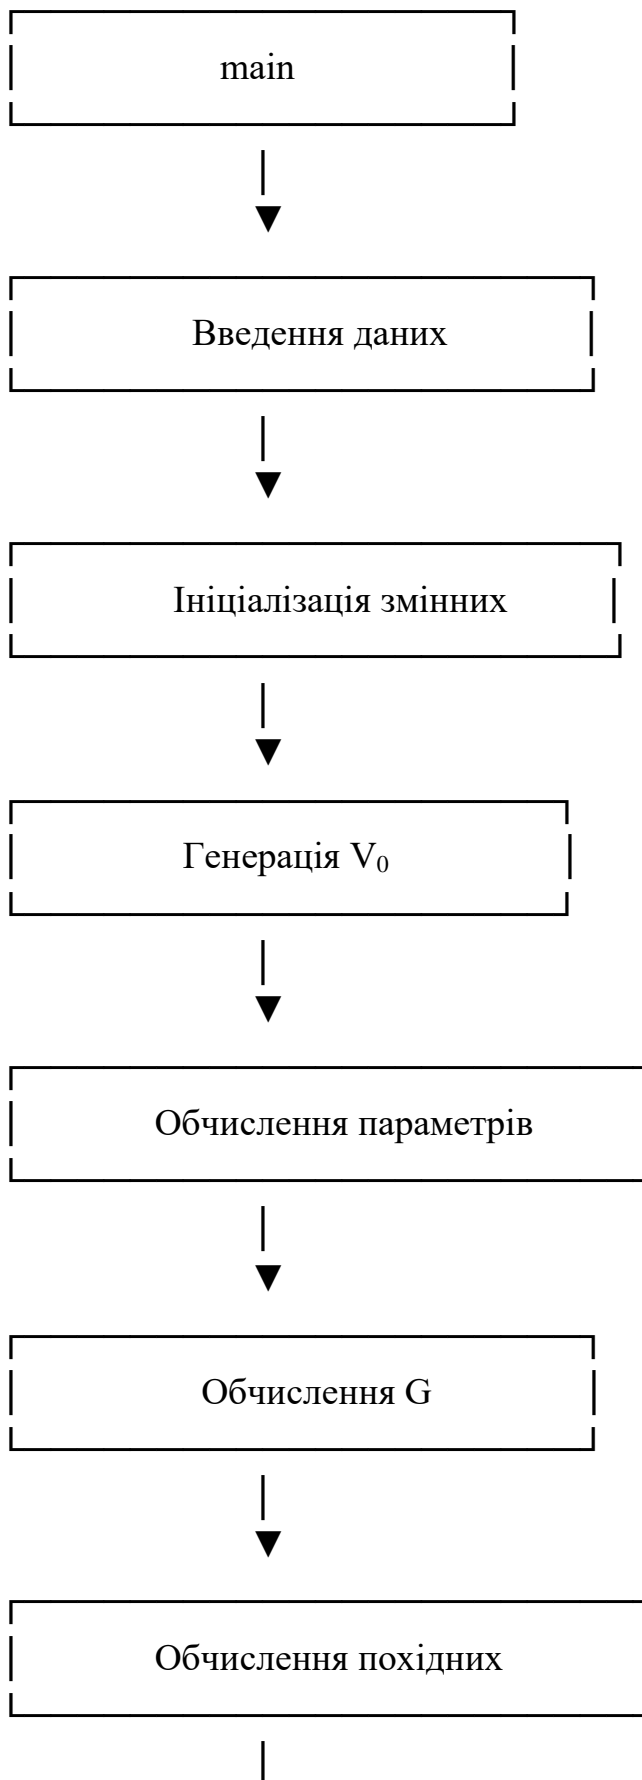 main
Введення даних
Ініціалізація змінних
Генерація V₀
Обчислення параметрів
Обчислення G
Обчислення похідних